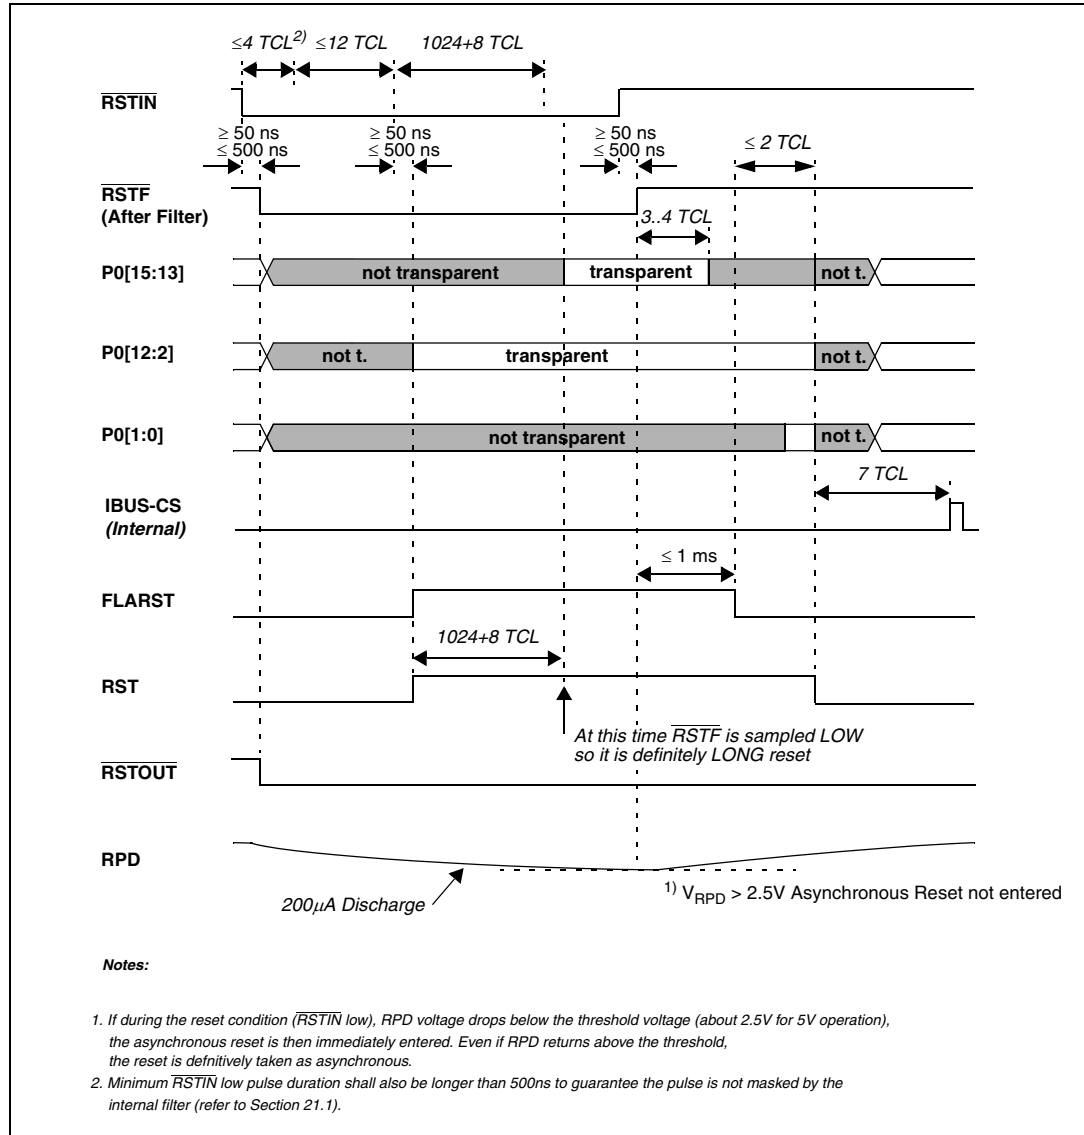 ≤4 TCL2) ≤12 TCL 1024+8 TCL
RSTIN
≥ 50 ns ≥ 50 ns ≥ 50 ns
≤ 500 ns ≤ 500 ns ≤ 500 ns
≤ 2 TCL
RSTF
(After Filter)
3..4 TCL
P0[15:13] not transparent transparent not t.
P0[12:2] not t. transparent not t.
P0[1:0] not transparent not t.
7 TCL
IBUS-CS
(Internal)
≤ 1 ms
FLARST
1024+8 TCL
RST
At this time RSTF is sampled LOW
so it is definitely LONG reset
RSTOUT
RPD
200μA Discharge
1) VRPD > 2.5V Asynchronous Reset not entered
Notes:
1. If during the reset condition (RSTIN low), RPD voltage drops below the threshold voltage (about 2.5V for 5V operation),
the asynchronous reset is then immediately entered. Even if RPD returns above the threshold,
the reset is defnitively taken as asynchronous.
2. Minimum RSTIN low pulse duration shall also be longer than 500ns to guarantee the pulse is not masked by the
internal filter (refer to Section 21.1).